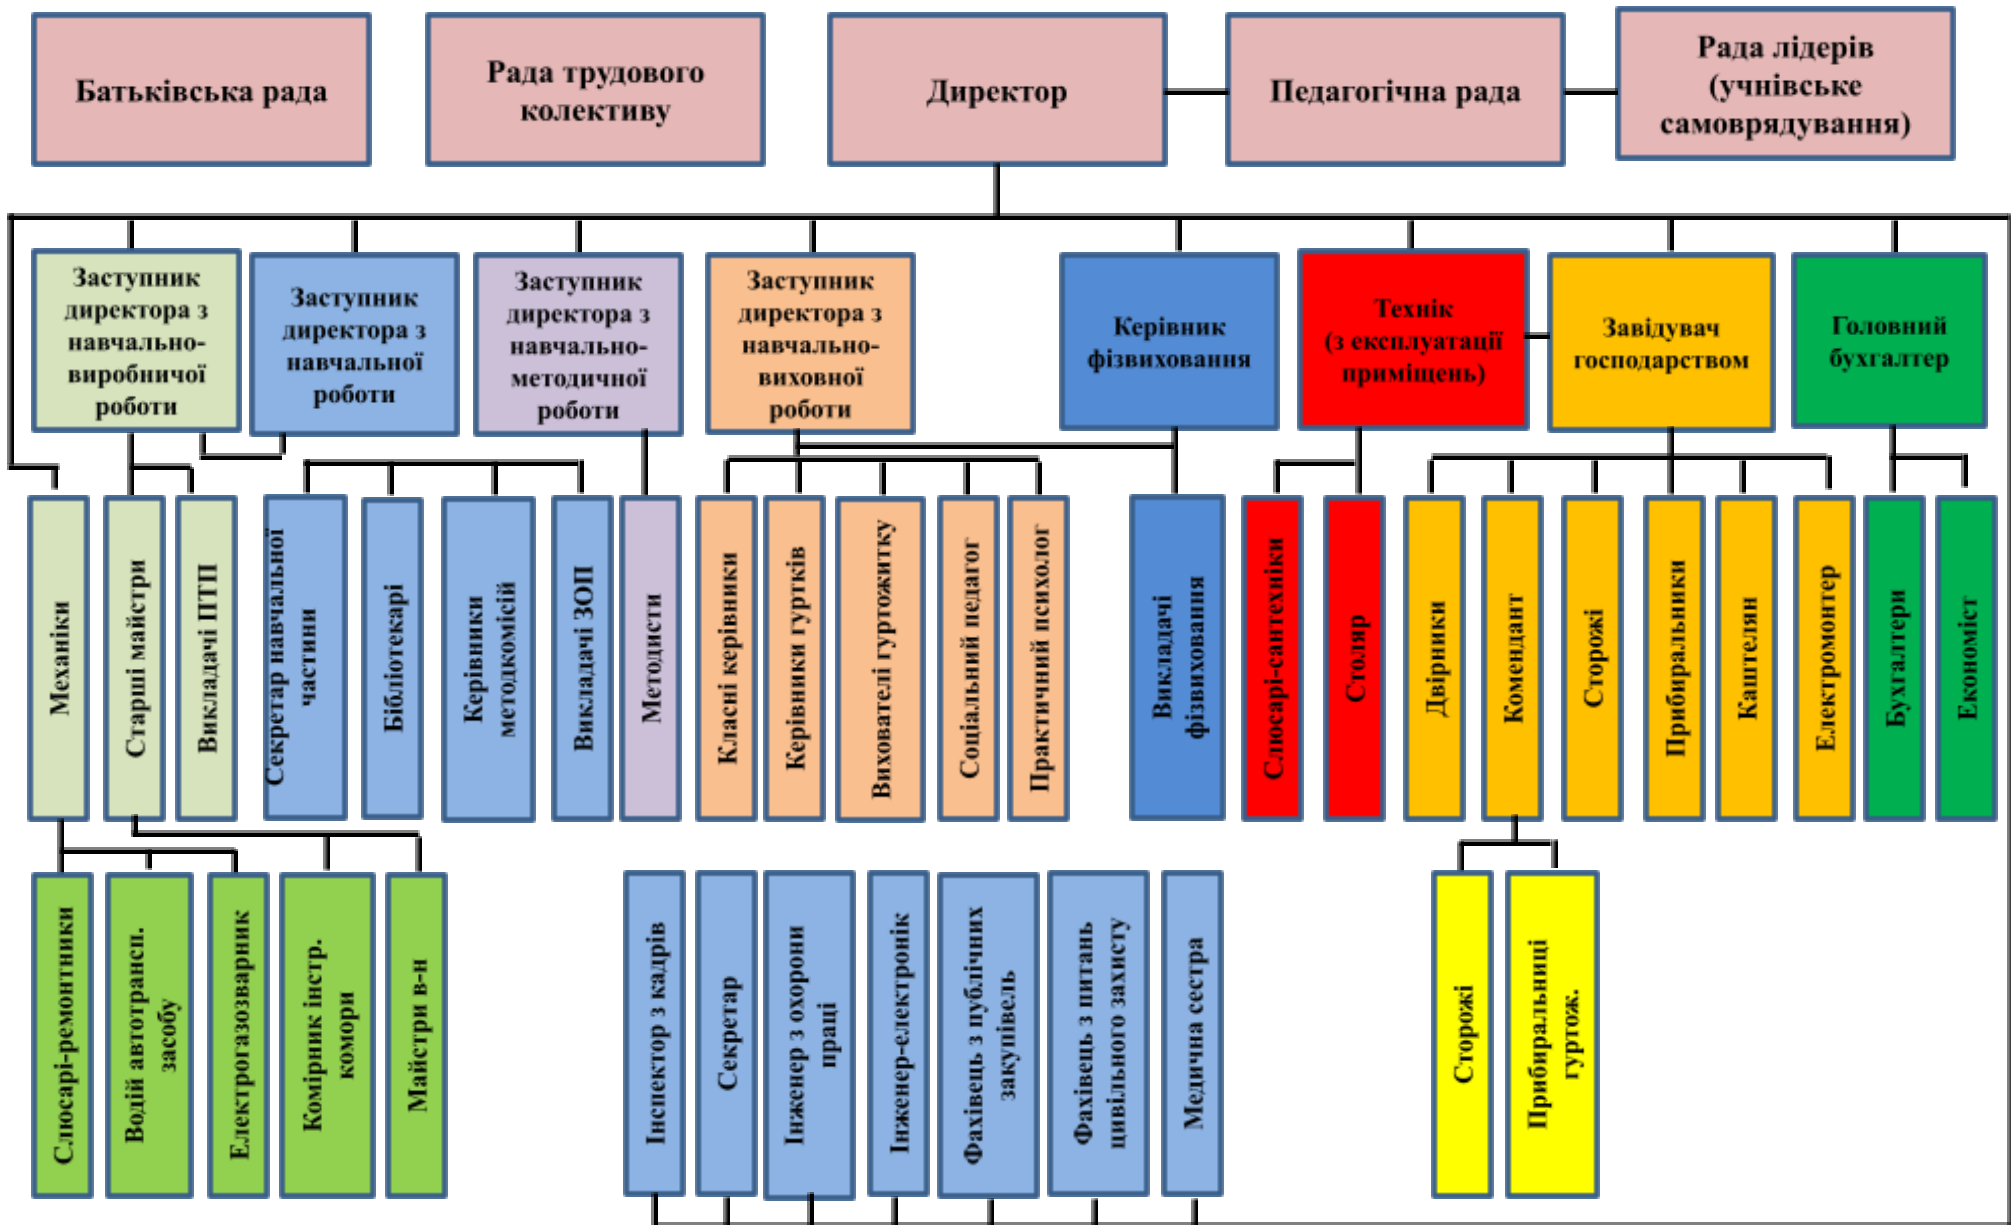 Батьківська рада
Рада трудового
колективу
Директор
Педагогічна рада
Рада лідерів
(учнівське
самоврядування)
Заступник
директора з
навчально-
виробничої
роботи
Заступник
директора з
навчальної
роботи
Заступник
директора з
навчально-
методичної
роботи
Заступник
директора з
навчально-
виховної
роботи
Керівник
фізвиховання
Технік
(з експлуатації
приміщень)
Завідувач
господарством
Головний
бухгалтер
Механіки
Старші майстри
Викладачі ПТП
Секретар навчальної
частини
Бібліотекарі
Керівники
методкомісій
Викладачі ЗОП
Методисти
Класні керівники
Керівники гуртків
Вихователі гуртожитку
Соціальний педагог
Практичний психолог
Викладачі
фізвиховання
Слюсарі-сантехніки
Столяр
Двірники
Комендант
Сторожі
Прибиральники
Каштелян
Електромонтер
Бухгалтери
Економіст
Слюсарі-ремонтники
Водій автотрансп.
засобу
Електрогазозварник
Комірник інстр.
комори
Майстри в-н
Інспектор з кадрів
Секретар
Інженер з охорони
праці
Інженер-електронік
Фахівець з публічних
закупівель
Фахівець з питань
цивільного захисту
Медична сестра
Сторожі
Прибиральниці
гуртож.